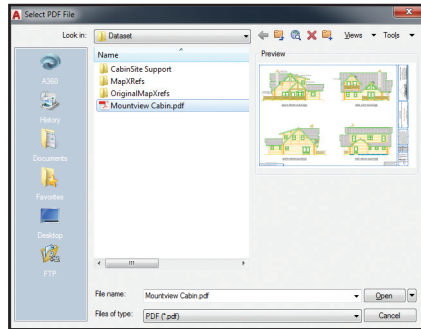 Select PDF File
Look in: Dataset Views Tools
Name
CabinSite Support
MapXRefs
OriginalMapXrefs
Mountview Cabin.pdf
Preview
A360
History
Documents
Favorites
Desktop
FTP
File name: Mountview Cabin.pdf Open
Files of type: PDF (*.pdf) Cancel